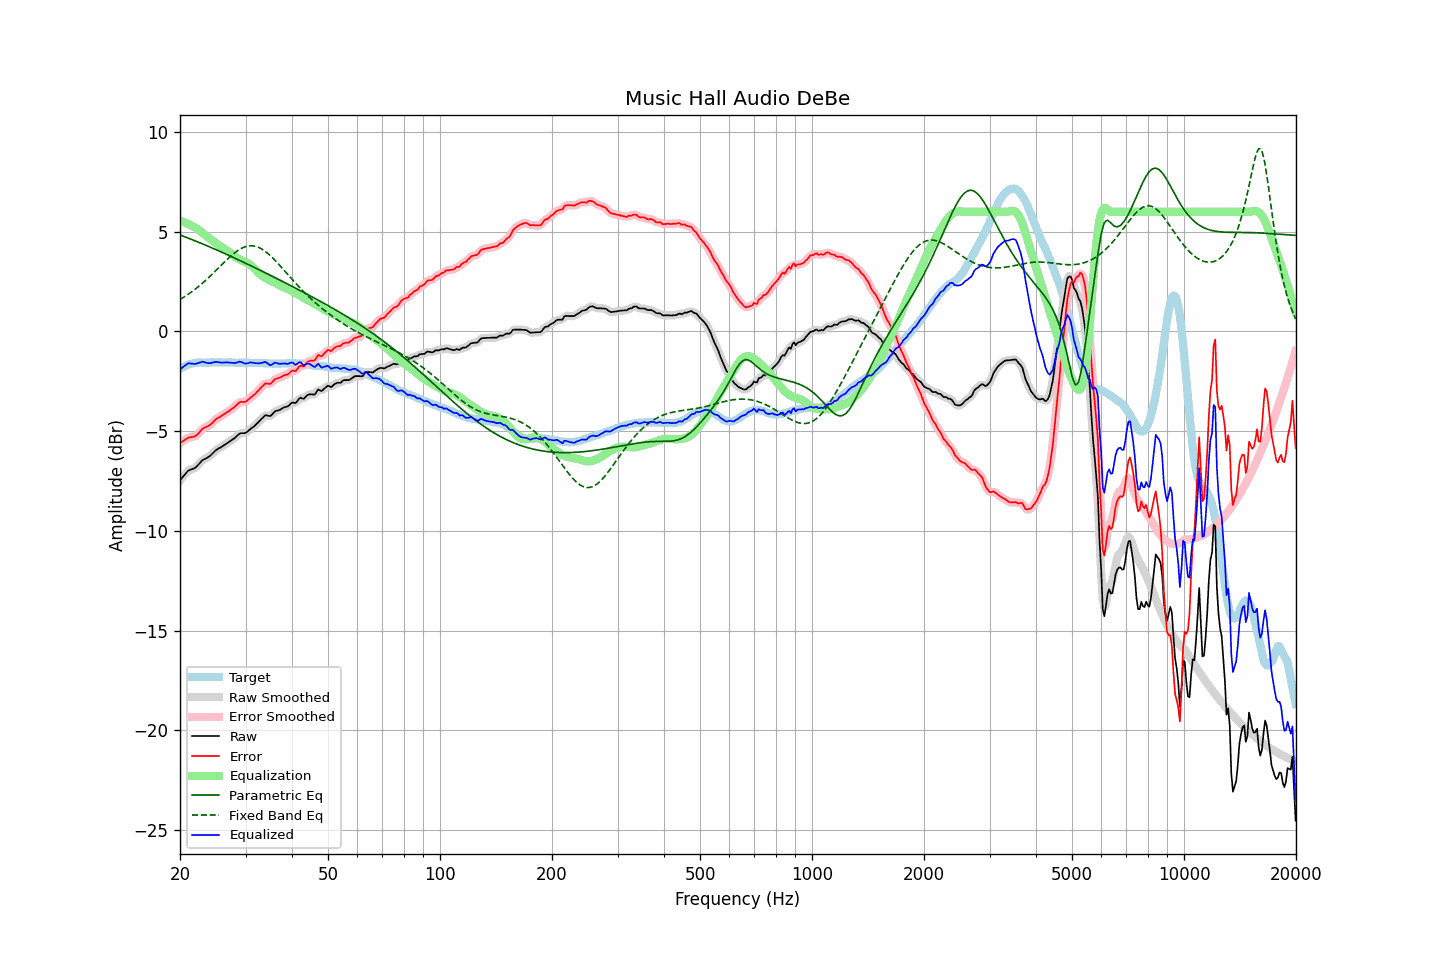 Music Hall Audio DeBe
10
5
0
−5
−10
−15
−20
−25
Amplitude (dBr)
Target
Raw Smoothed
Error Smoothed
Raw
Error
Equalization
Parametric Eq
Fixed Band Eq
Equalized
20 50 100 200 500 1000 2000 5000 10000 20000
Frequency (Hz)